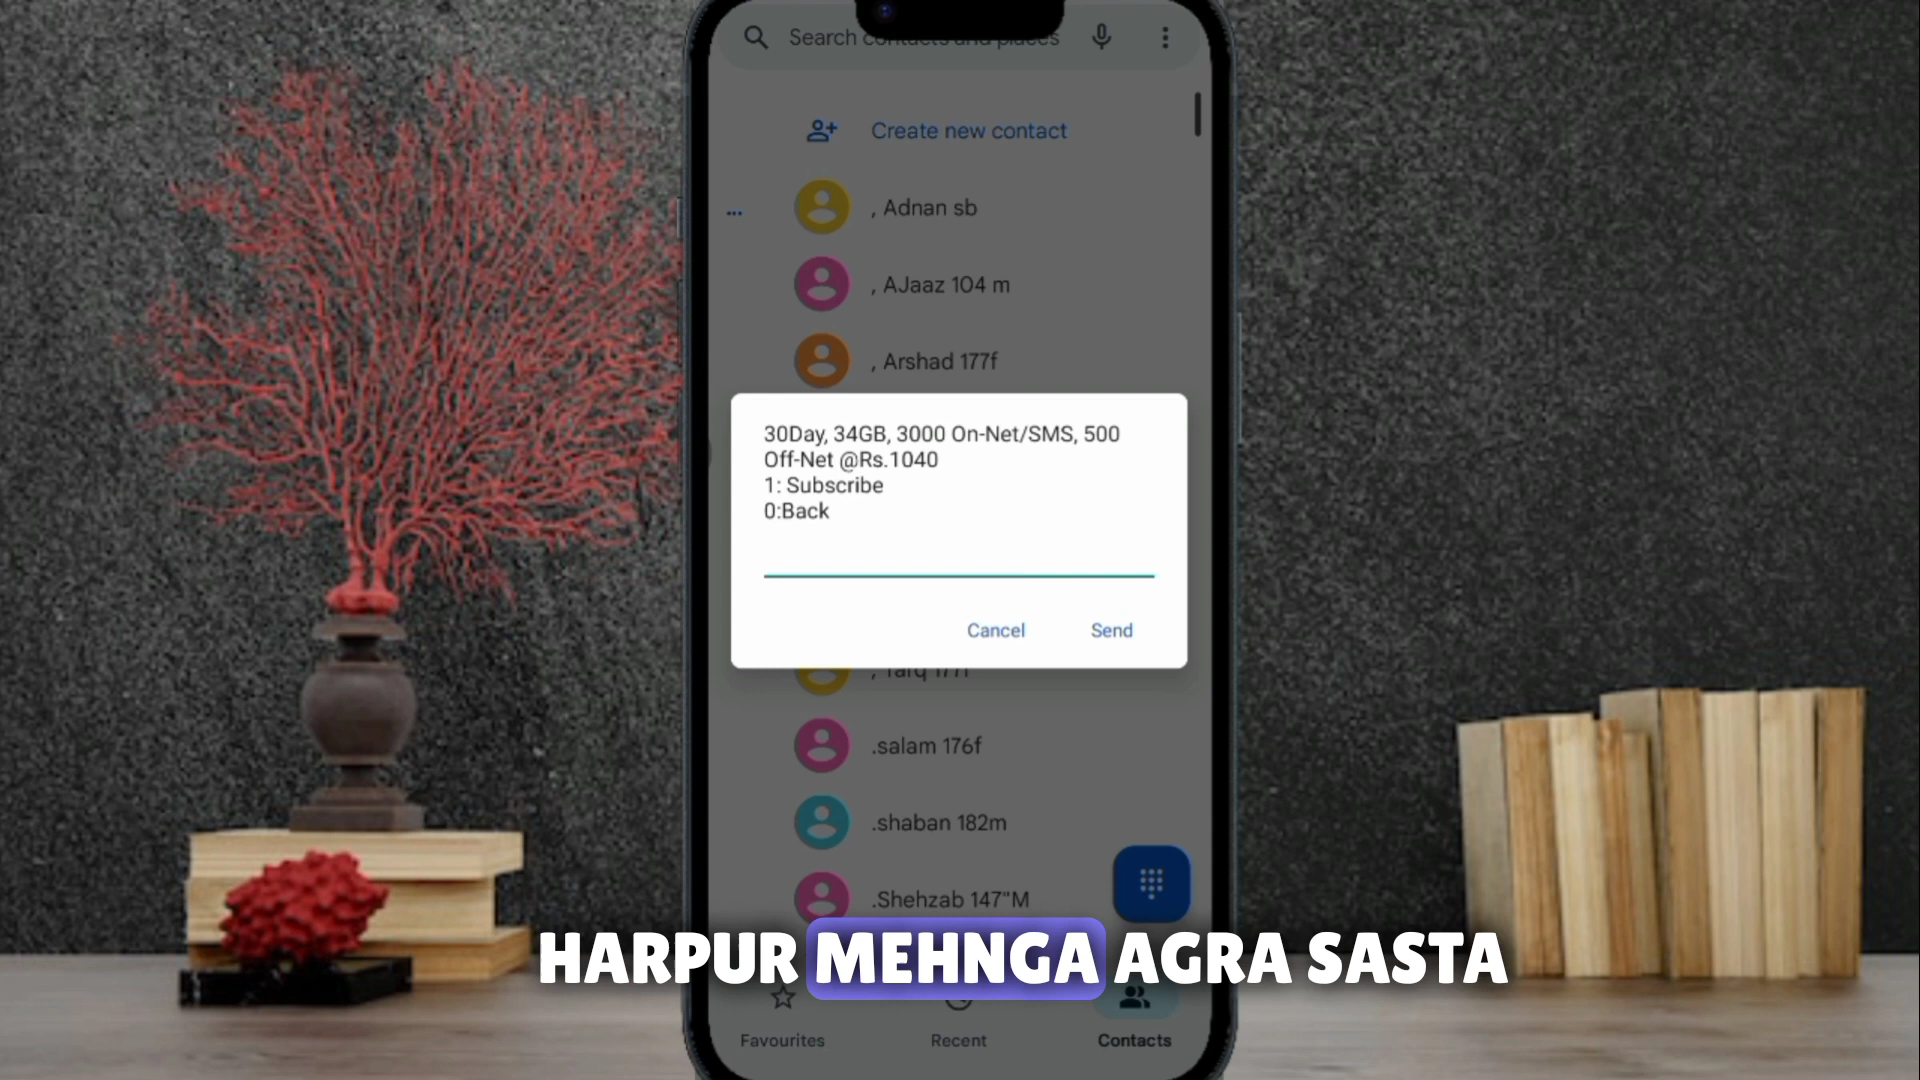 Search contacts and places
Create new contact
, Adnan sb
, AJaaz 104 m
, Arshad 177f
30Day, 34GB, 3000 On-Net/SMS, 500
Off-Net @Rs.1040
1: Subscribe
0:Back
Cancel
Send
.salam 176f
.shaban 182m
.Shehzab 147"M
HARPUR MEHNGA AGRA SASTA
Favourites
Recent
Contacts